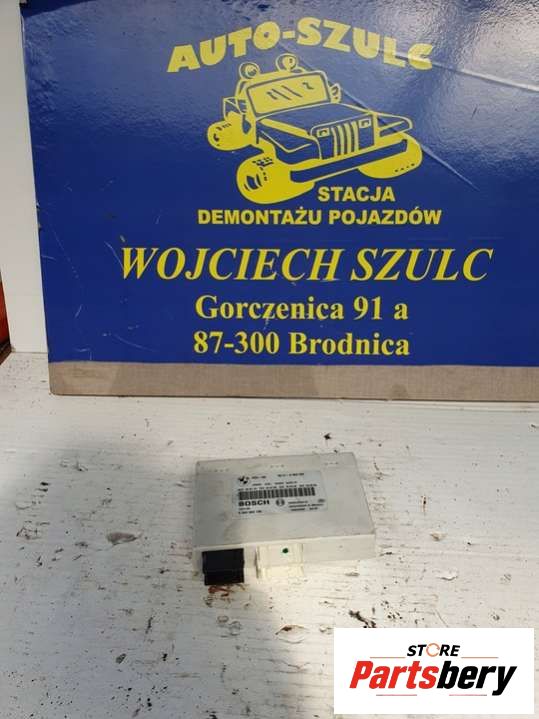 AUTO-SZULC
STACJA
DEMONTAŻU POJAZDÓW
WOJCIECH SZULC
Gorczenica 91 a
87-300 Brodnica
BOSCH
STORE
Partsbery